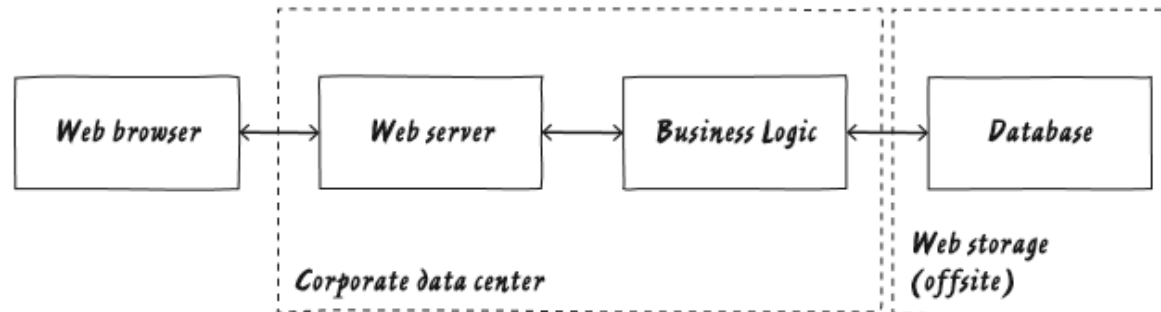 Web browser
Web server
Business Logic
Database
Corporate data center
Web storage
(offsite)